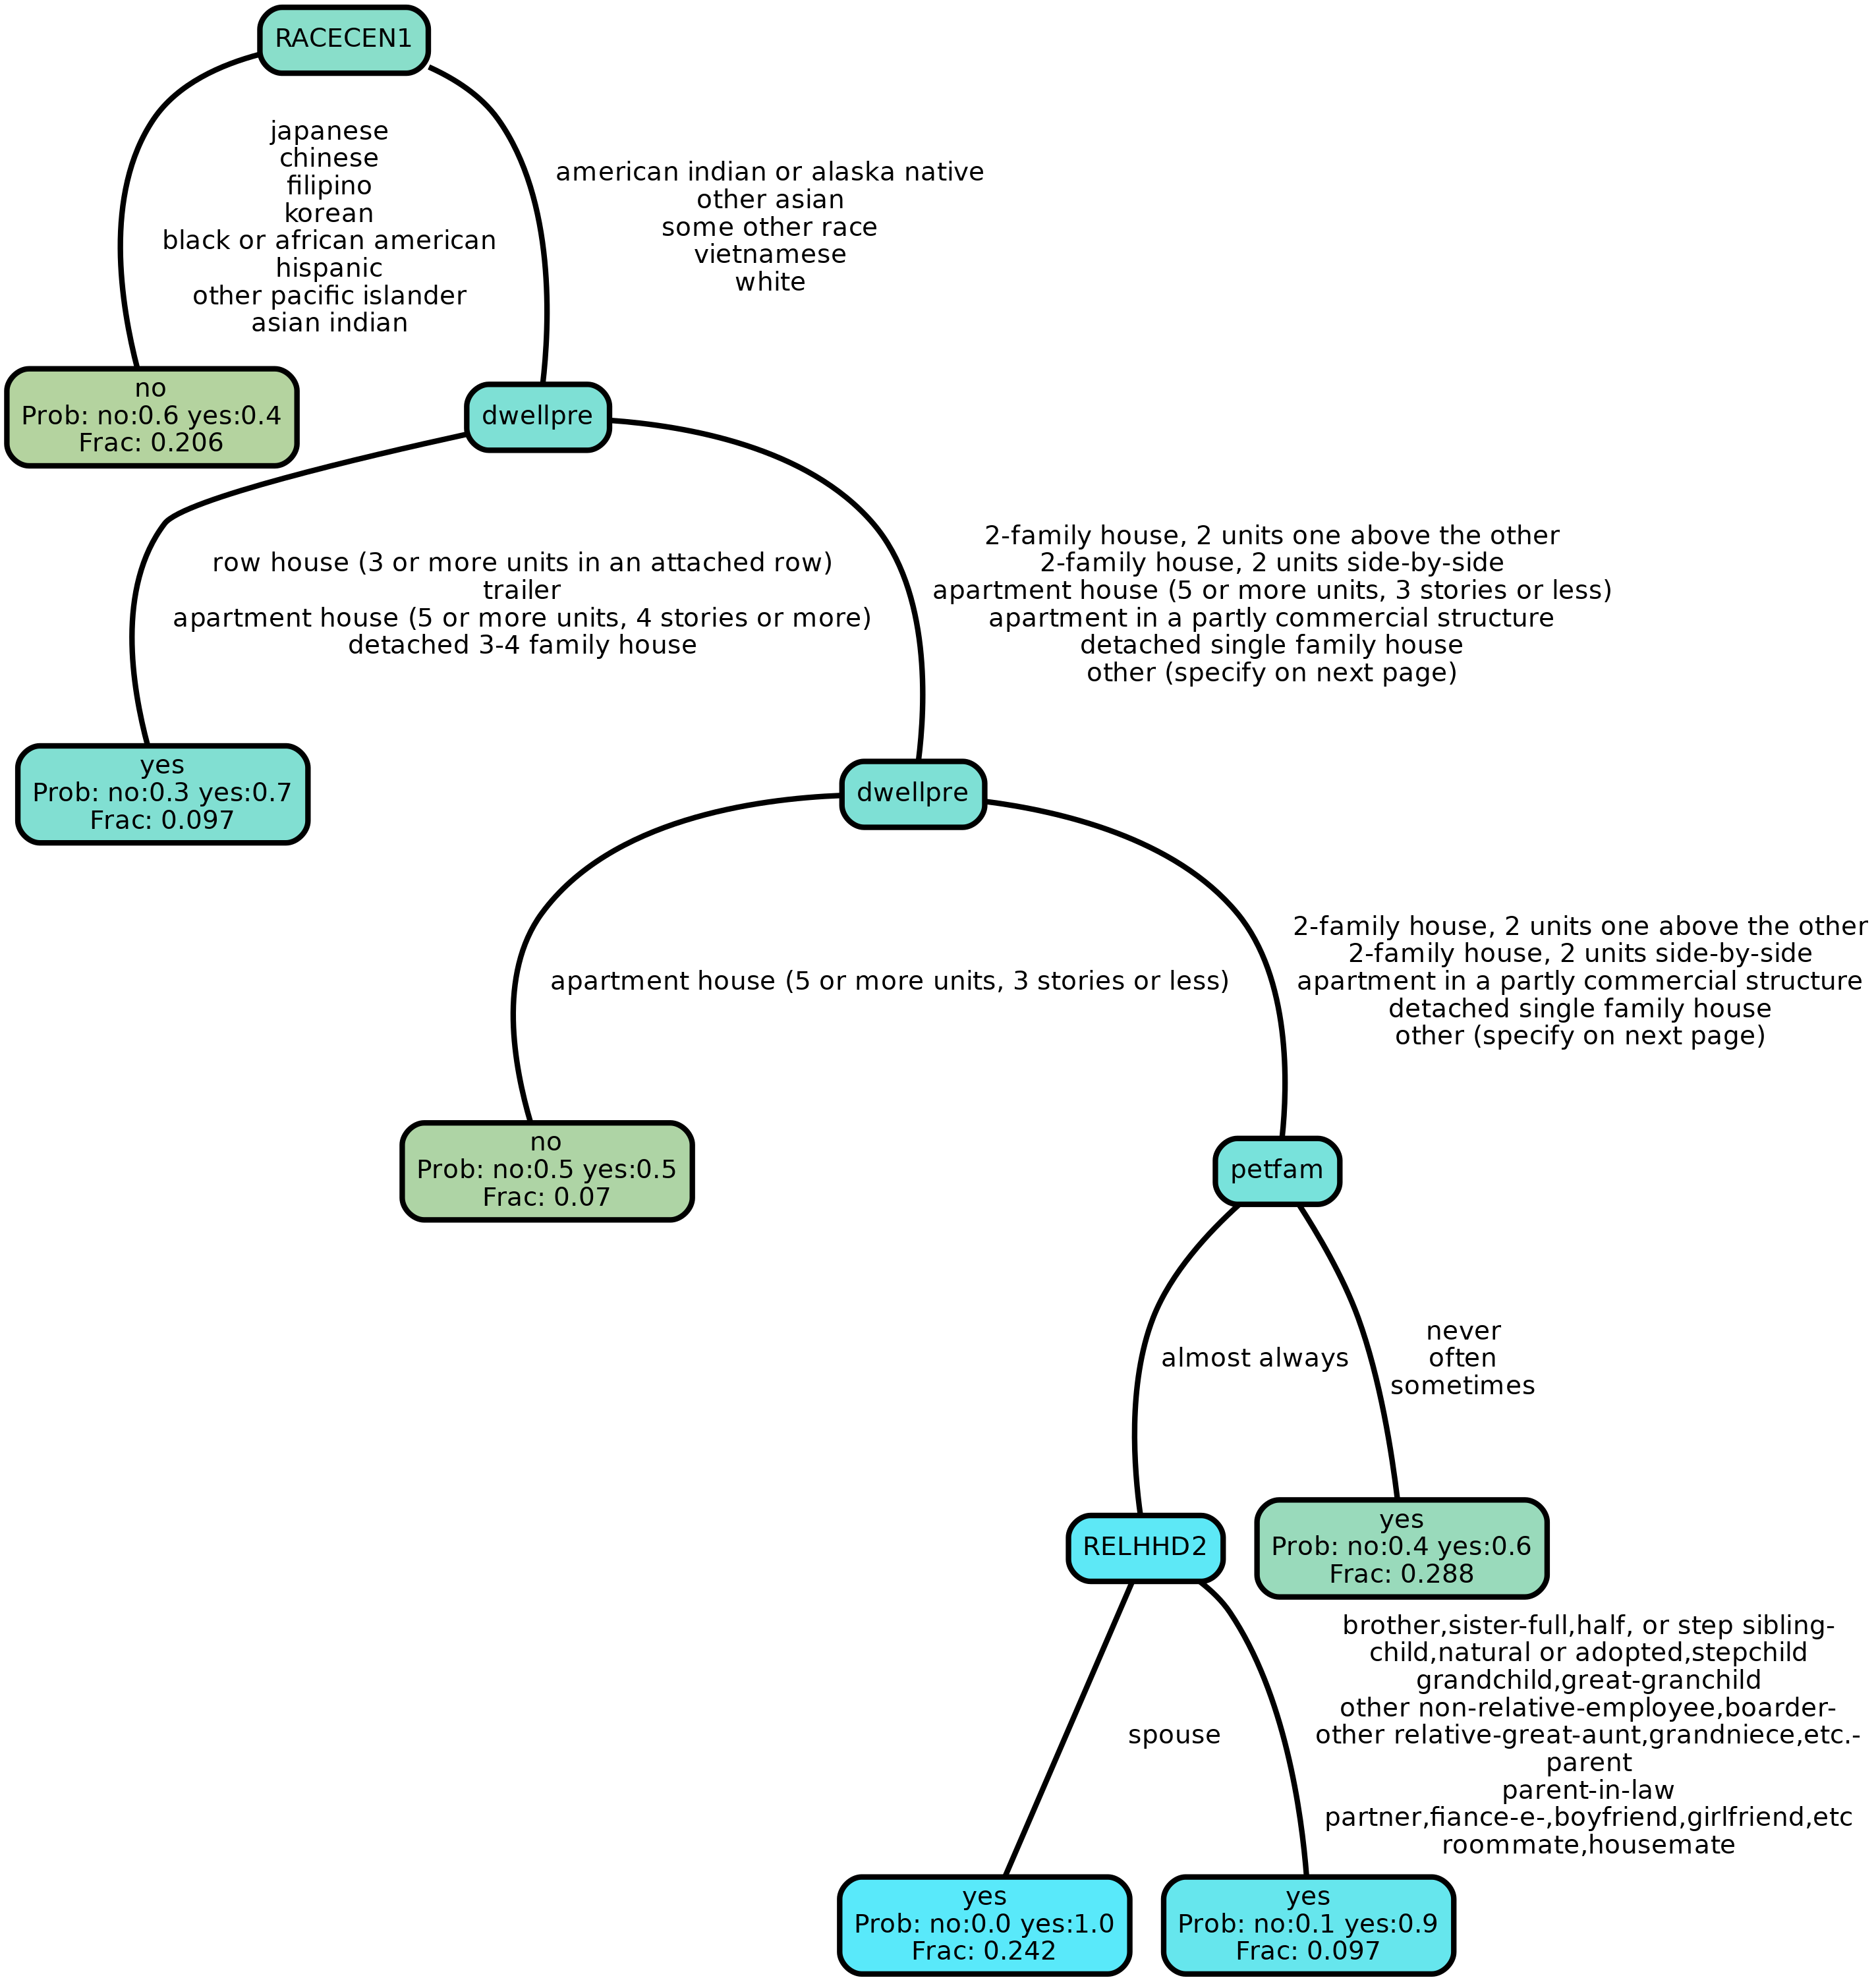 RACECEN1
japanese
chinese
filipino
korean
black or african american
hispanic
other pacific islander
asian indian
american indian or alaska native
other asian
some other race
vietnamese
white
no
Prob: no:0.6 yes:0.4
Frac: 0.206
dwellpre
row house (3 or more units in an attached row)
trailer
apartment house (5 or more units, 4 stories or more)
detached 3-4 family house
2-family house, 2 units one above the other
2-family house, 2 units side-by-side
apartment house (5 or more units, 3 stories or less)
apartment in a partly commercial structure
detached single family house
other (specify on next page)
yes
Prob: no:0.3 yes:0.7
Frac: 0.097
dwellpre
apartment house (5 or more units, 3 stories or less)
2-family house, 2 units one above the other
2-family house, 2 units side-by-side
apartment in a partly commercial structure
detached single family house
other (specify on next page)
no
Prob: no:0.5 yes:0.5
Frac: 0.07
petfam
almost always
never
often
sometimes
RELHHD2
yes
Prob: no:0.4 yes:0.6
Frac: 0.288
spouse
brother,sister-full,half, or step sibling-
child,natural or adopted,stepchild
grandchild,great-granchild
other non-relative-employee,boarder-
other relative-great-aunt,grandniece,etc.-
parent
parent-in-law
partner,fiance-e-,boyfriend,girlfriend,etc
roommate,housemate
yes
Prob: no:0.0 yes:1.0
Frac: 0.242
yes
Prob: no:0.1 yes:0.9
Frac: 0.097